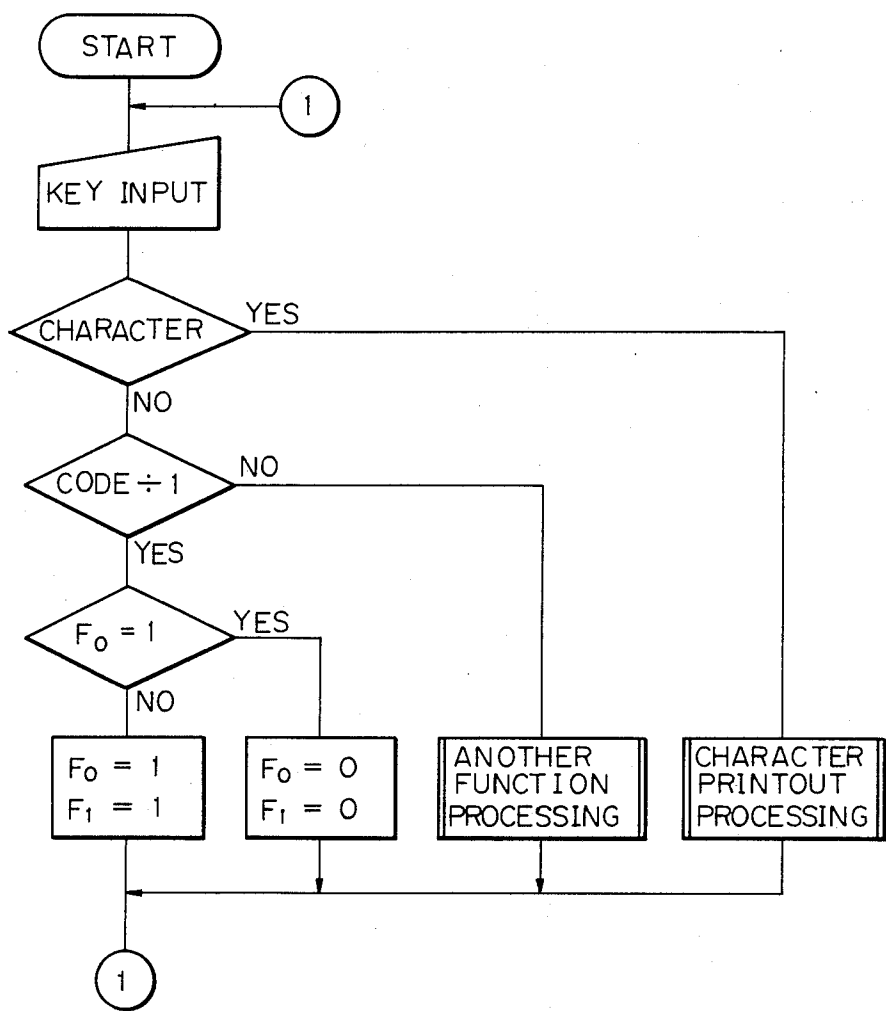 START
1
KEY INPUT
CHARACTER
YES
NO
CODE ÷ 1
NO
YES
F₀ = 1
YES
NO
F₀ = 1
F₁ = 1
F₀ = 0
F₁ = 0
ANOTHER
FUNCTION
PROCESSING
CHARACTER
PRINTOUT
PROCESSING
1